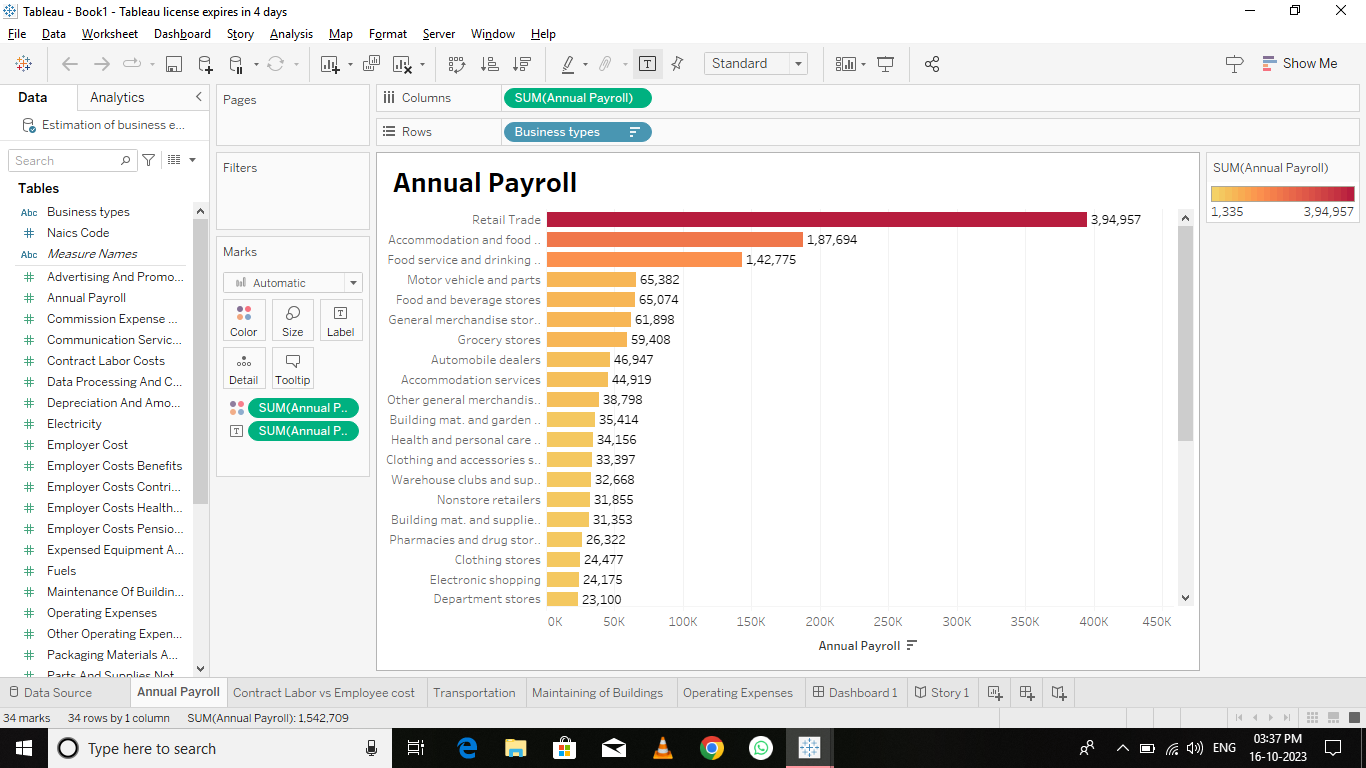 Tableau - Book1 - Tableau license expires in 4 days
File Data Worksheet Dashboard Story Analysis Map Format Server Window Help
Standard
Show Me
Data Analytics
Estimation of business e...
Search
Tables
Abc Business types
# Naics Code
Abc Measure Names
# Advertising And Promo...
# Annual Payroll
# Commission Expense ...
# Communication Servic...
# Contract Labor Costs
# Data Processing And C...
# Depreciation And Amo...
# Electricity
# Employer Cost
# Employer Costs Benefits
# Employer Costs Contri...
# Employer Costs Health...
# Employer Costs Pensio...
# Expensed Equipment A...
# Fuels
# Maintenance Of Buildin...
# Operating Expenses
# Other Operating Expen...
# Packaging Materials A...
# Parts And Supplies Not
Pages
Filters
Marks
Automatic
Color Size Label
Detail Tooltip
SUM(Annual P..
SUM(Annual P..
Columns SUM(Annual Payroll)
Rows Business types
Annual Payroll
Retail Trade 3,94,957
Accommodation and food .. 1,87,694
Food service and drinking .. 1,42,775
Motor vehicle and parts 65,382
Food and beverage stores 65,074
General merchandise stor.. 61,898
Grocery stores 59,408
Automobile dealers 46,947
Accommodation services 44,919
Other general merchandis.. 38,798
Building mat. and garden .. 35,414
Health and personal care .. 34,156
Clothing and accessories s.. 33,397
Warehouse clubs and sup.. 32,668
Nonstore retailers 31,855
Building mat. and supplie.. 31,353
Pharmacies and drug stor.. 26,322
Clothing stores 24,477
Electronic shopping 24,175
Department stores 23,100
0K 50K 100K 150K 200K 250K 300K 350K 400K 450K
Annual Payroll
SUM(Annual Payroll)
1,335 3,94,957
Data Source Annual Payroll Contract Labor vs Employee cost Transportation Maintaining of Buildings Operating Expenses Dashboard 1 Story 1
34 marks 34 rows by 1 column SUM(Annual Payroll): 1,542,709
Type here to search
ENG
03:37 PM
16-10-2023